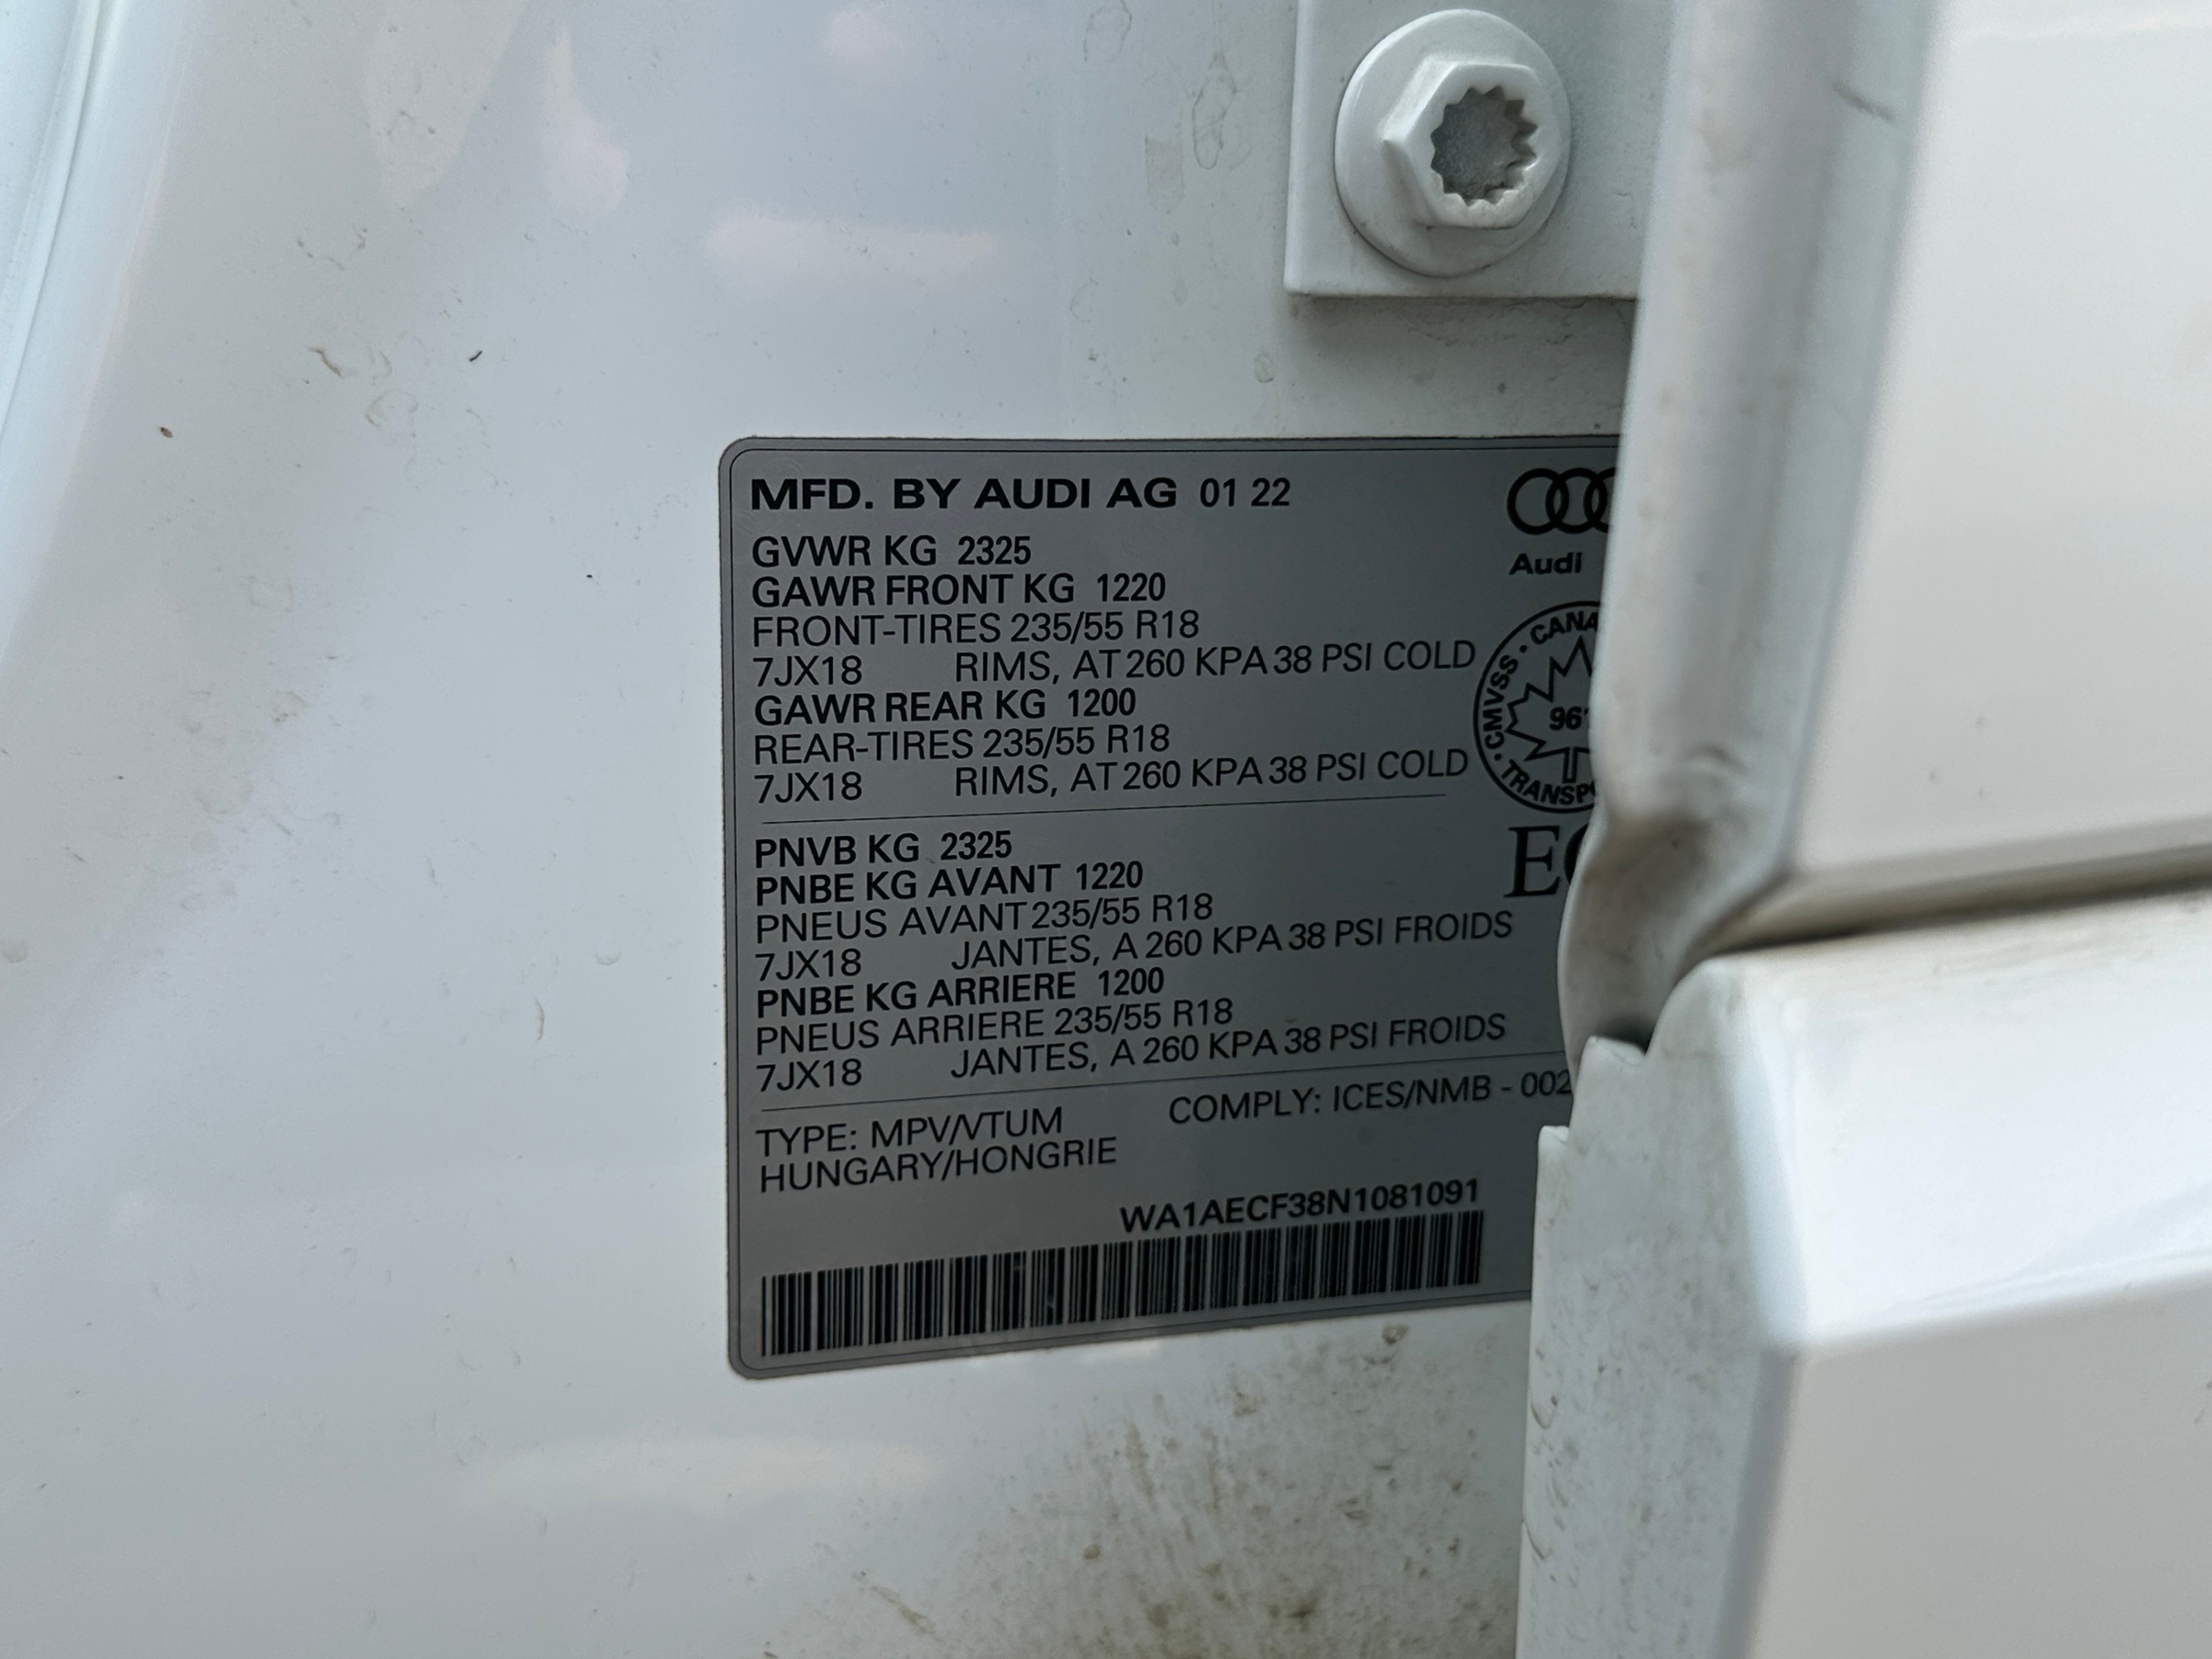 MFD. BY AUDI AG 01 22
Audi
GVWR KG 2325
GAWR FRONT KG 1220
FRONT-TIRES 235/55 R18
7JX18 RIMS, AT 260 KPA 38 PSI COLD
GAWR REAR KG 1200
REAR-TIRES 235/55 R18
7JX18 RIMS, AT 260 KPA 38 PSI COLD
CMVSS
PNVB KG 2325
PNBE KG AVANT 1220
PNEUS AVANT 235/55 R18
7JX18 JANTES, A 260 KPA 38 PSI FROIDS
PNBE KG ARRIERE 1200
PNEUS ARRIERE 235/55 R18
7JX18 JANTES, A 260 KPA 38 PSI FROIDS
TYPE: MPV/VTUM COMPLY: ICES/NMB - 002
HUNGARY/HONGRIE
WA1AECF38N1081091